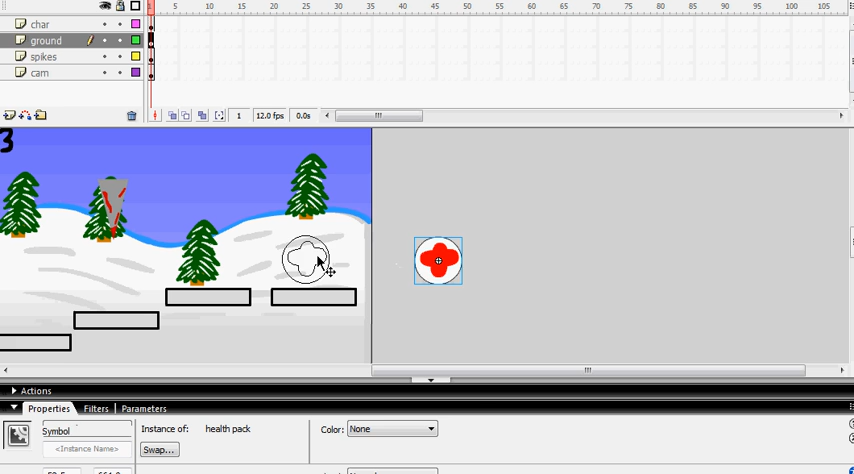 1 5 10 15 20 25 30 35 40 45 50 55 60 65 70 75 80 85 90 95 100 105
char
ground
spikes
cam
1 12.0 fps 0.0s
3
Actions
Properties Filters Parameters
Symbol Instance of: health pack Color: None
<Instance Name> Swap...